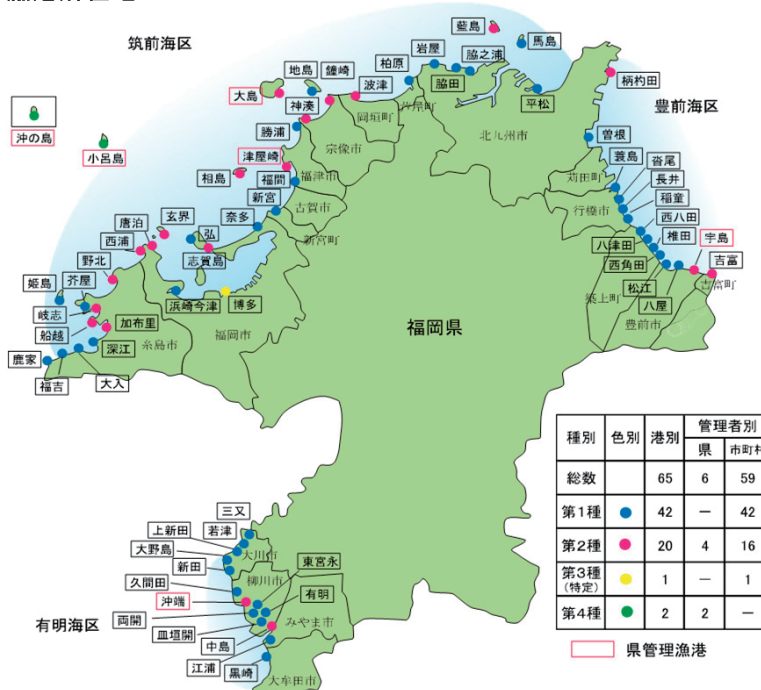 筑前海区
藍島
馬島
岩屋
脇之浦
柏原
脇田
地島
鐘崎
波津
大島
神湊
平松
柄杓田
豊前海区
芦屋町
岡垣町
北九州市
沖の島
勝浦
宗像市
曽根
小呂島
津屋崎
蓑島
沓尾
苅田町
長井
相島
福間
福津市
稲童
行橋市
新宮
古賀市
西八田
唐泊
玄界
奈多
弘
椎田
宇島
西浦
新宮町
八津田
吉富
野北
志賀島
西角田
姫島
芥屋
浜崎今津
博多
松江
八屋
吉富町
築上町
岐志
福岡県
豊前市
船越
加布里
福岡市
鹿家
深江
糸島市
福吉
大入
種別
色別
港別
管理者別
県
市町村
総数
65
6
59
第1種
42
—
42
第2種
20
4
16
第3種
(特定)
1
—
1
第4種
2
2
—
県管理漁港
三又
上新田
若津
大野島
大川市
新田
東宮永
久間田
柳川市
沖端
有明
有明海区
両開
みやま市
皿垣開
中島
江浦
黒崎
大牟田市